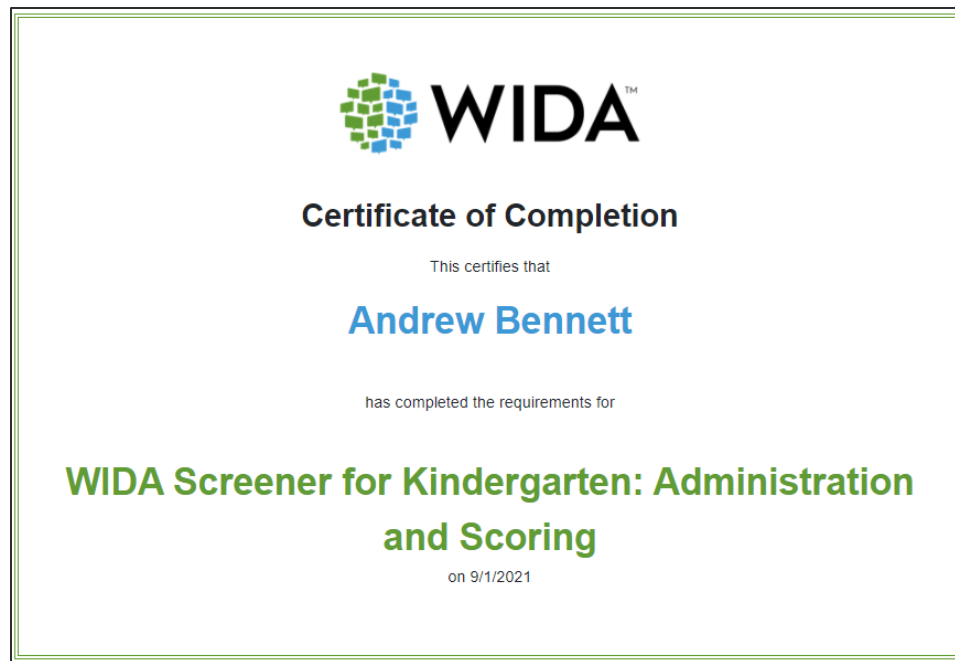 WIDA™
Certificate of Completion
This certifies that
Andrew Bennett
has completed the requirements for
WIDA Screener for Kindergarten: Administration
and Scoring
on 9/1/2021